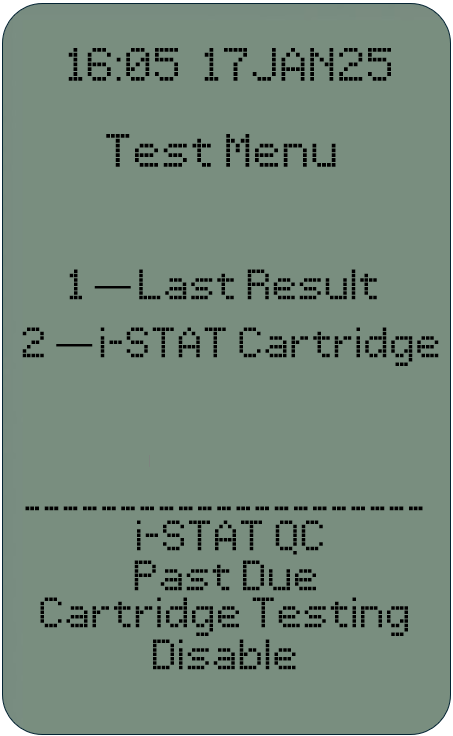 16:05 17JAN25
Test Menu
1 — Last Result
2 — i-STAT Cartridge
i-STAT QC
Past Due
Cartridge Testing
Disable